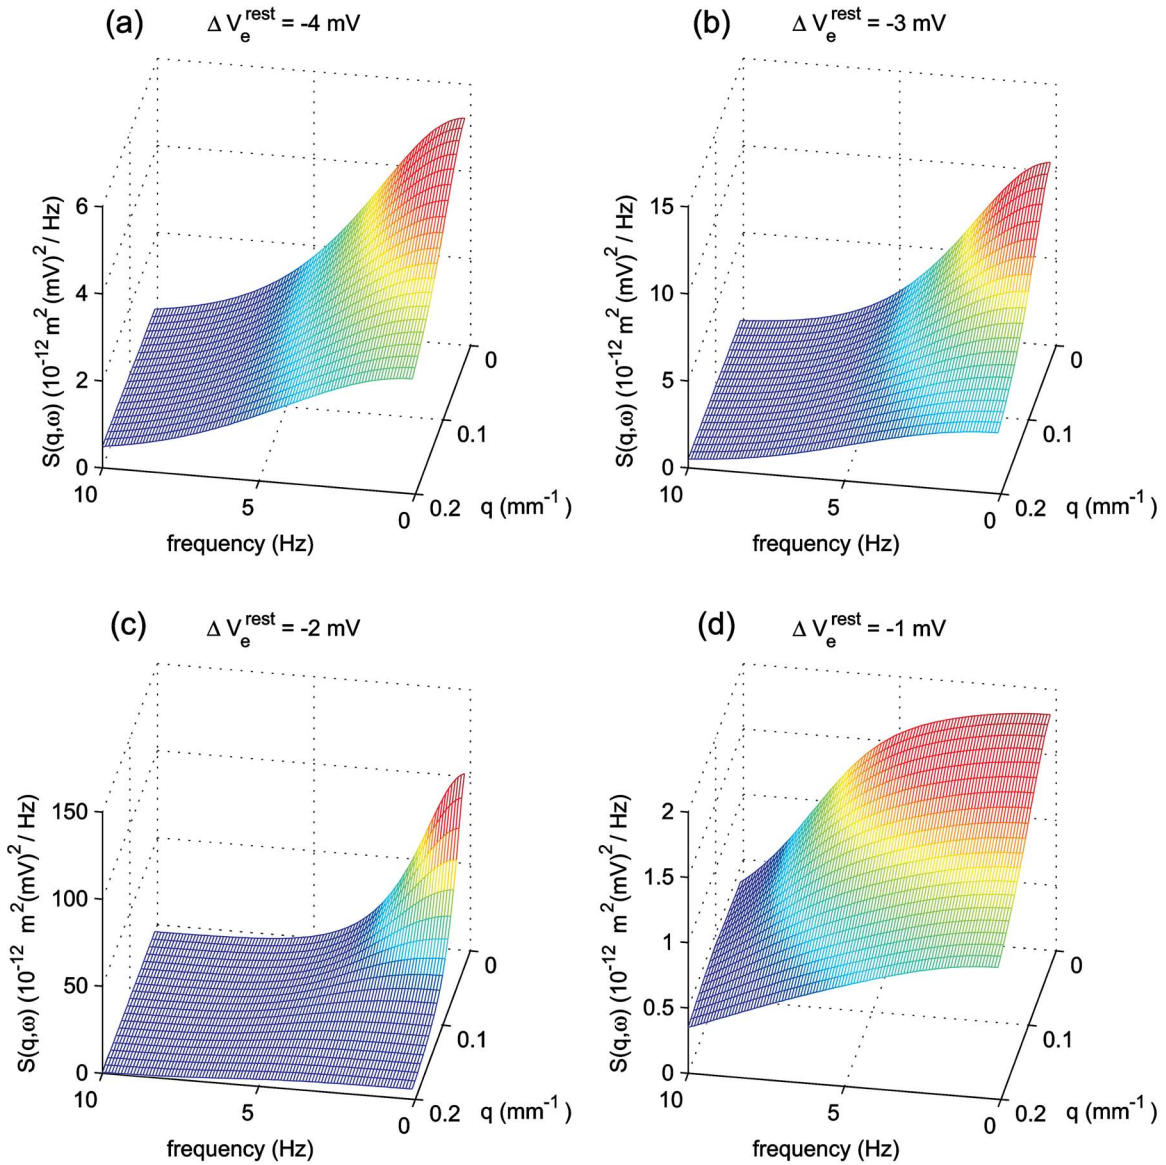 (a) Δ V_e^rest = -4 mV
S(q,ω) (10^-12 m^2 (mV)^2 / Hz)
6
4
2
0
10
5
0
frequency (Hz)
0
0.1
0.2
q (mm^-1)
(b) Δ V_e^rest = -3 mV
S(q,ω) (10^-12 m^2 (mV)^2 / Hz)
15
10
5
0
10
5
0
frequency (Hz)
0
0.1
0.2
q (mm^-1)
(c) Δ V_e^rest = -2 mV
S(q,ω) (10^-12 m^2 (mV)^2 / Hz)
150
100
50
0
10
5
0
frequency (Hz)
0
0.1
0.2
q (mm^-1)
(d) Δ V_e^rest = -1 mV
S(q,ω) (10^-12 m^2 (mV)^2 / Hz)
2
1.5
1
0.5
0
10
5
0
frequency (Hz)
0
0.1
0.2
q (mm^-1)